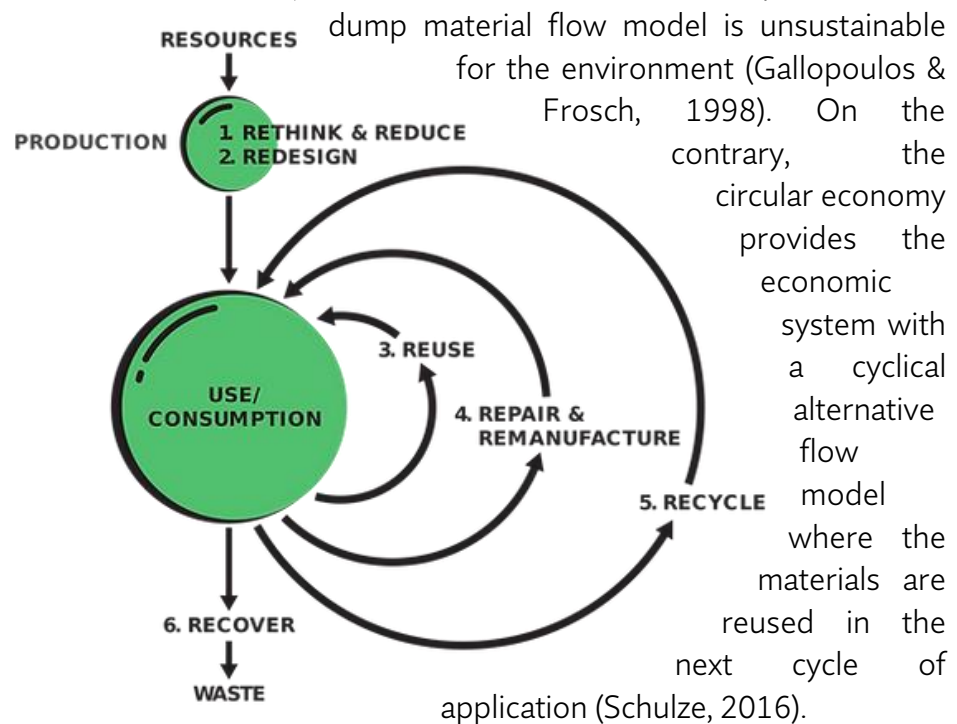 dump material flow model is unsustainable
for the environment (Gallopoulos &
Frosch, 1998). On the
contrary, the
circular economy
provides the
economic
system with
a cyclical
alternative
flow
model
where the
materials are
reused in the
next cycle of
application (Schulze, 2016).
RESOURCES
PRODUCTION
1. RETHINK & REDUCE
2. REDESIGN
USE/
CONSUMPTION
3. REUSE
4. REPAIR &
REMANUFACTURE
5. RECYCLE
6. RECOVER
WASTE